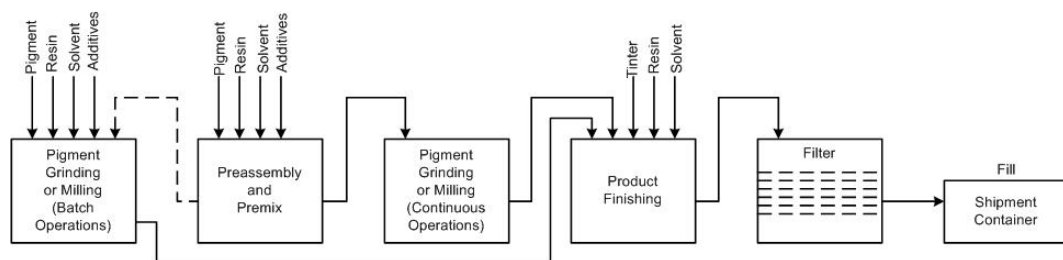 Pigment
Resin
Solvent
Additives
Pigment
Resin
Solvent
Additives
Tinter
Resin
Solvent
Pigment
Grinding
or Milling
(Batch
Operations)
Preassembly
and
Premix
Pigment
Grinding
or Milling
(Continuous
Operations)
Product
Finishing
Filter
Fill
Shipment
Container